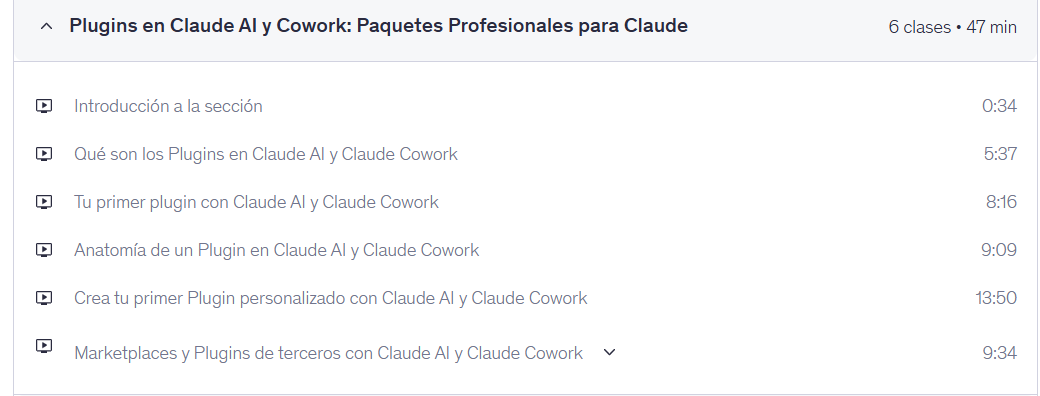 Plugins en Claude AI y Cowork: Paquetes Profesionales para Claude 6 clases • 47 min
Introducción a la sección 0:34
Qué son los Plugins en Claude AI y Claude Cowork 5:37
Tu primer plugin con Claude AI y Claude Cowork 8:16
Anatomía de un Plugin en Claude AI y Claude Cowork 9:09
Crea tu primer Plugin personalizado con Claude AI y Claude Cowork 13:50
Marketplaces y Plugins de terceros con Claude AI y Claude Cowork 9:34